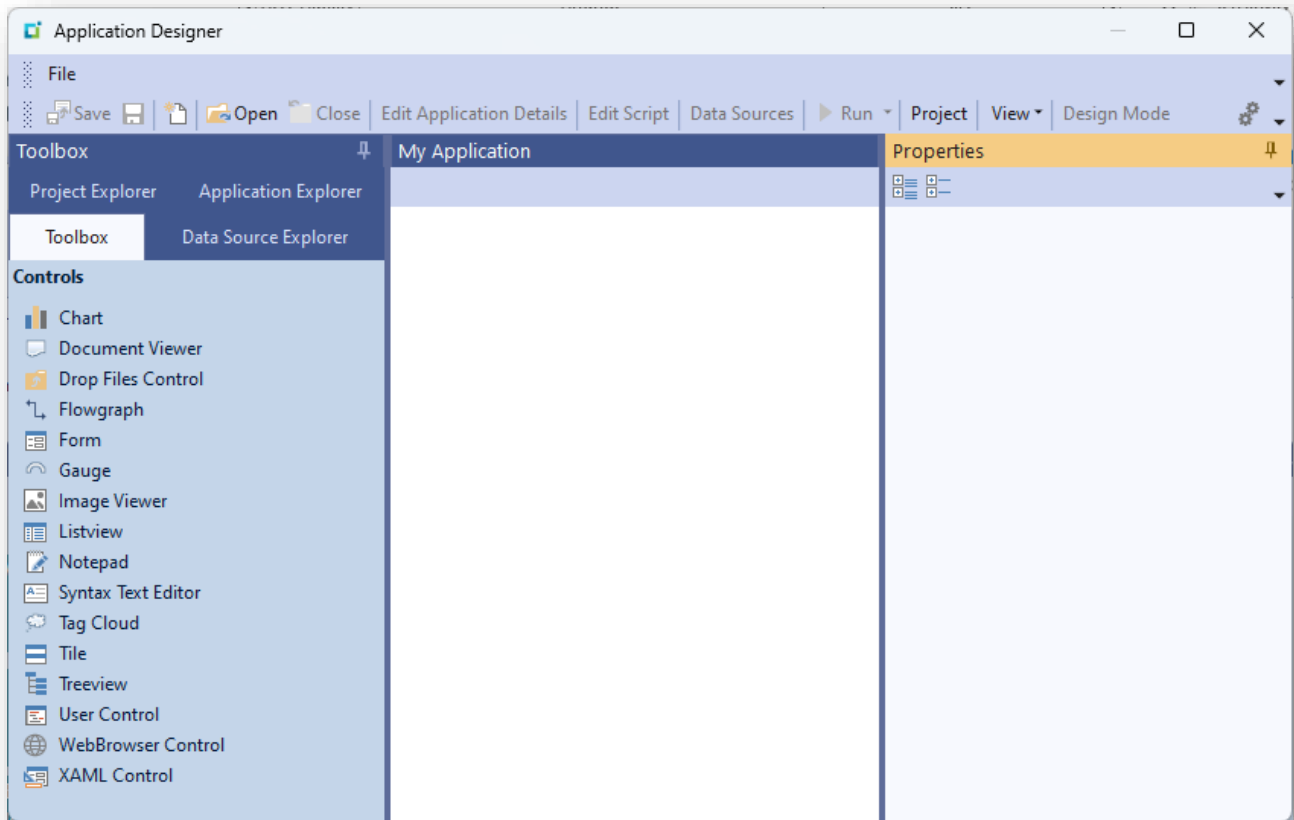 Application Designer
File
Save Open Close Edit Application Details Edit Script Data Sources Run Project View Design Mode
Toolbox My Application Properties
Project Explorer Application Explorer
Toolbox Data Source Explorer
Controls
Chart
Document Viewer
Drop Files Control
Flowgraph
Form
Gauge
Image Viewer
Listview
Notepad
Syntax Text Editor
Tag Cloud
Tile
Treeview
User Control
WebBrowser Control
XAML Control